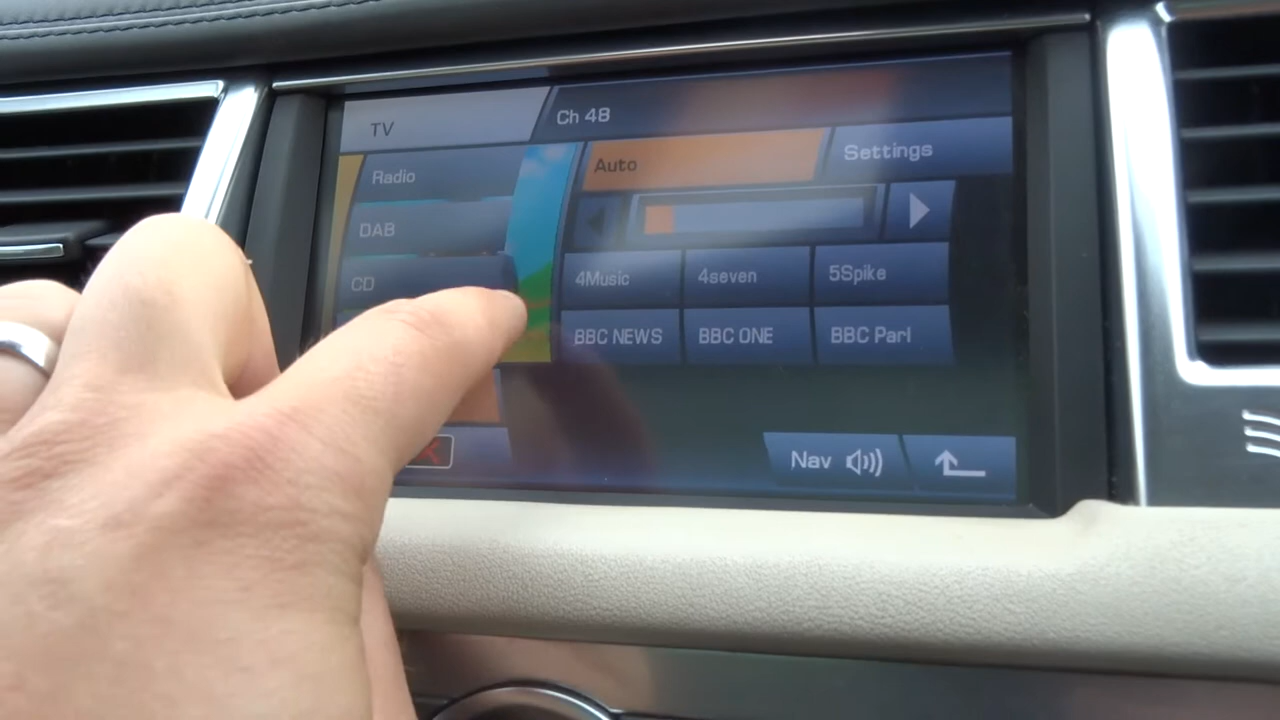 TV
Ch 48
Radio
Auto
Settings
DAB
CD
4Music
4seven
5Spike
BBC NEWS
BBC ONE
BBC Parl
Nav